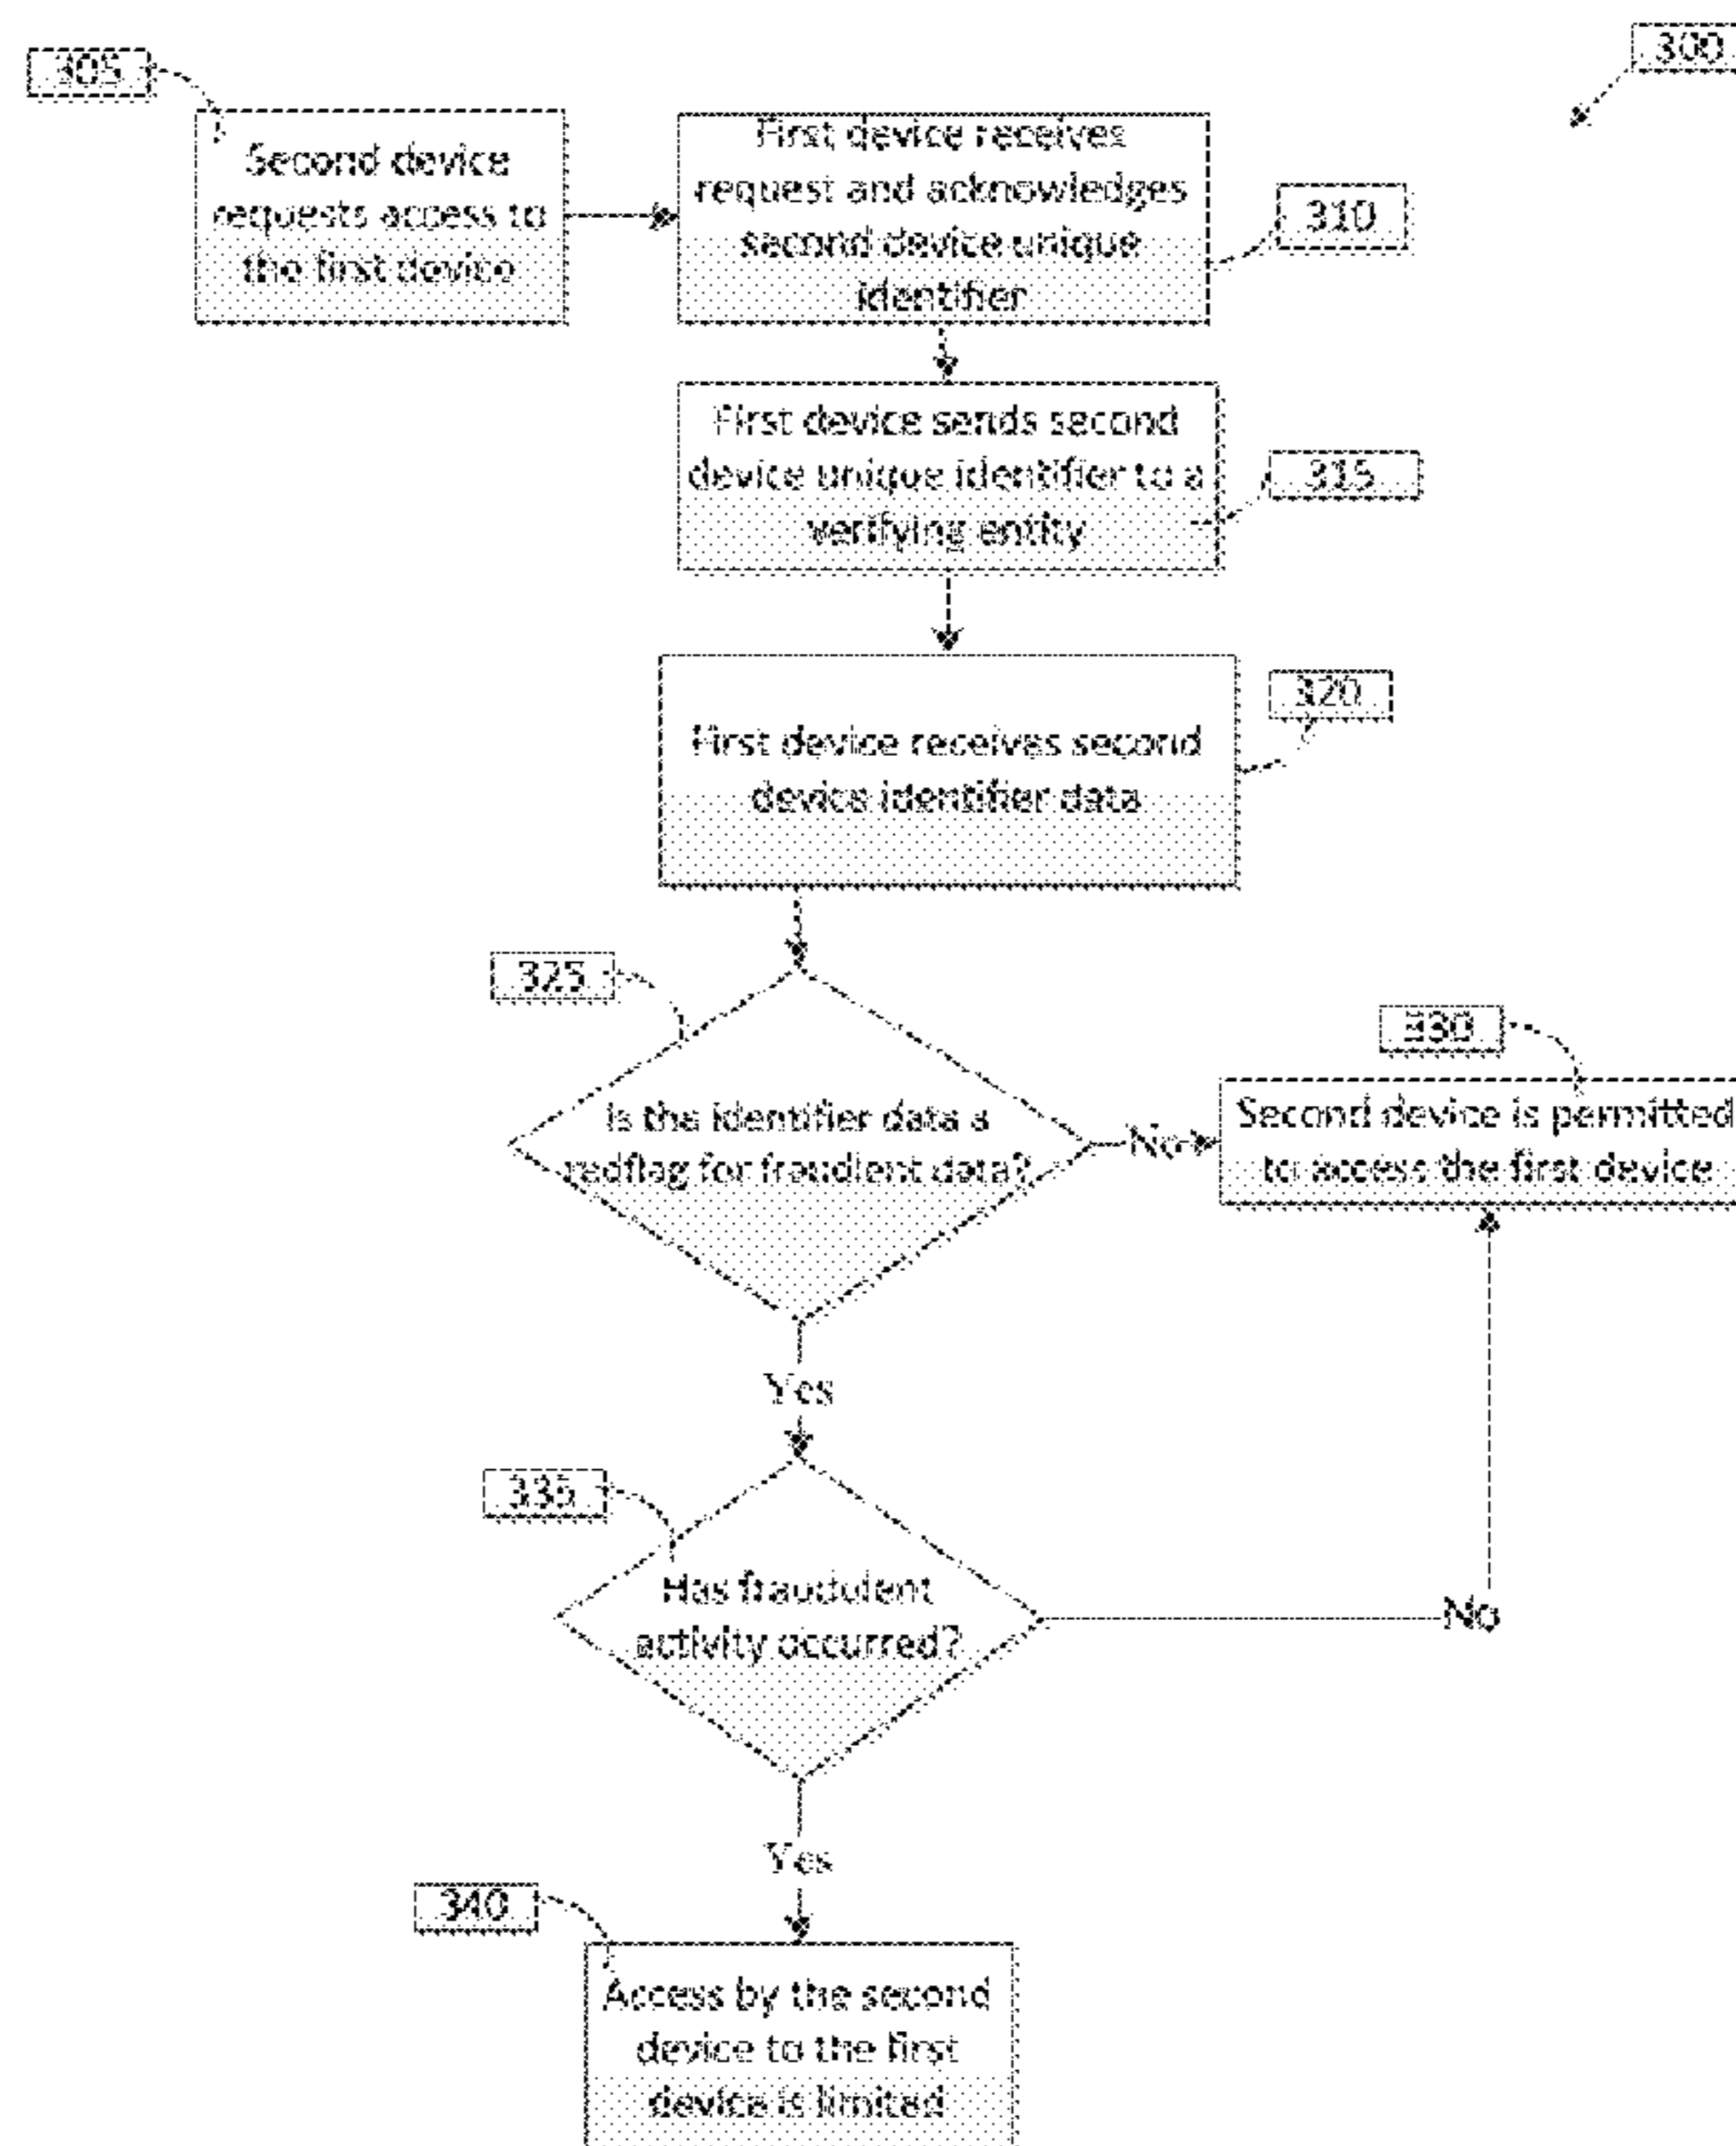 300
305
Second device
requests access to
the first device
First device receives
request and acknowledges
second device unique
identifier
310
First device sends second
device unique identifier to a
verifying entity
315
First device receives second
device identifier data
320
325
Is the identifier data a
redflag for fraudient data?
No
330
Second device is permitted
to access the first device
Yes
335
Has fraudulent
activity occurred?
No
Yes
340
Access by the second
device to the first
device is limited